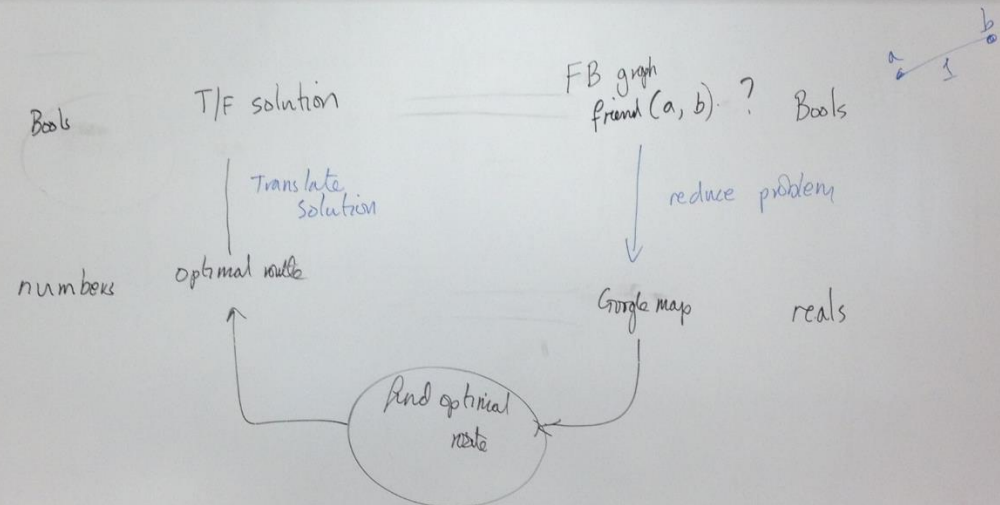 a
b
1
Bools
T/F solution
FB graph
friend (a, b). ?
Bools
Translate
solution
reduce problem
numbers
optimal route
Google map
reals
find optimal
route